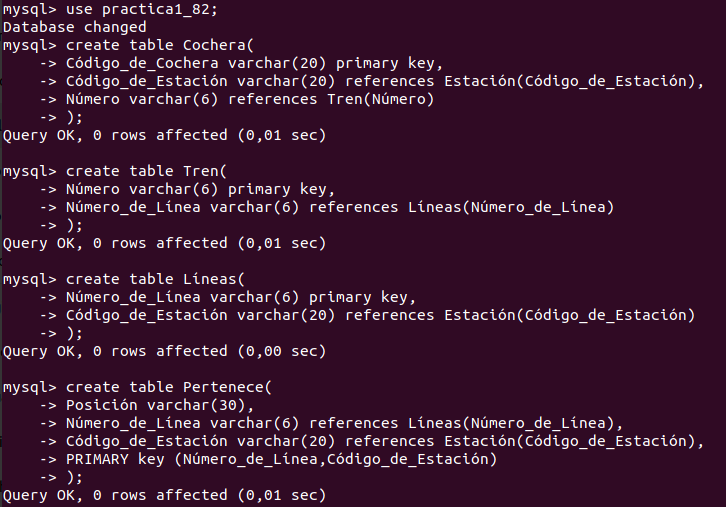 mysql> use practica1_82;
Database changed
mysql> create table Cochera(
    -> Código_de_Cochera varchar(20) primary key,
    -> Código_de_Estación varchar(20) references Estación(Código_de_Estación),
    -> Número varchar(6) references Tren(Número)
    -> );
Query OK, 0 rows affected (0,01 sec)

mysql> create table Tren(
    -> Número varchar(6) primary key,
    -> Número_de_Línea varchar(6) references Líneas(Número_de_Línea)
    -> );
Query OK, 0 rows affected (0,01 sec)

mysql> create table Líneas(
    -> Número_de_Línea varchar(6) primary key,
    -> Código_de_Estación varchar(20) references Estación(Código_de_Estación)
    -> );
Query OK, 0 rows affected (0,00 sec)

mysql> create table Pertenece(
    -> Posición varchar(30),
    -> Número_de_Línea varchar(6) references Líneas(Número_de_Línea),
    -> Código_de_Estación varchar(20) references Estación(Código_de_Estación),
    -> PRIMARY key (Número_de_Línea,Código_de_Estación)
    -> );
Query OK, 0 rows affected (0,01 sec)